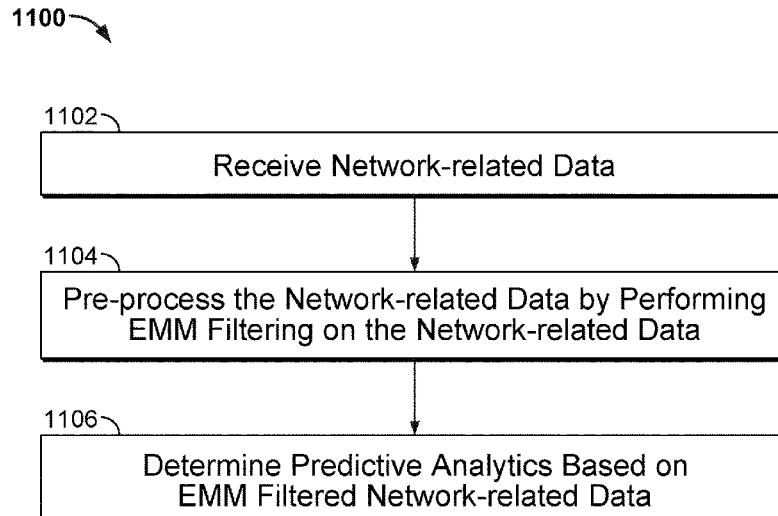 1100
1102
Receive Network-related Data
1104
Pre-process the Network-related Data by Performing
EMM Filtering on the Network-related Data
1106
Determine Predictive Analytics Based on
EMM Filtered Network-related Data